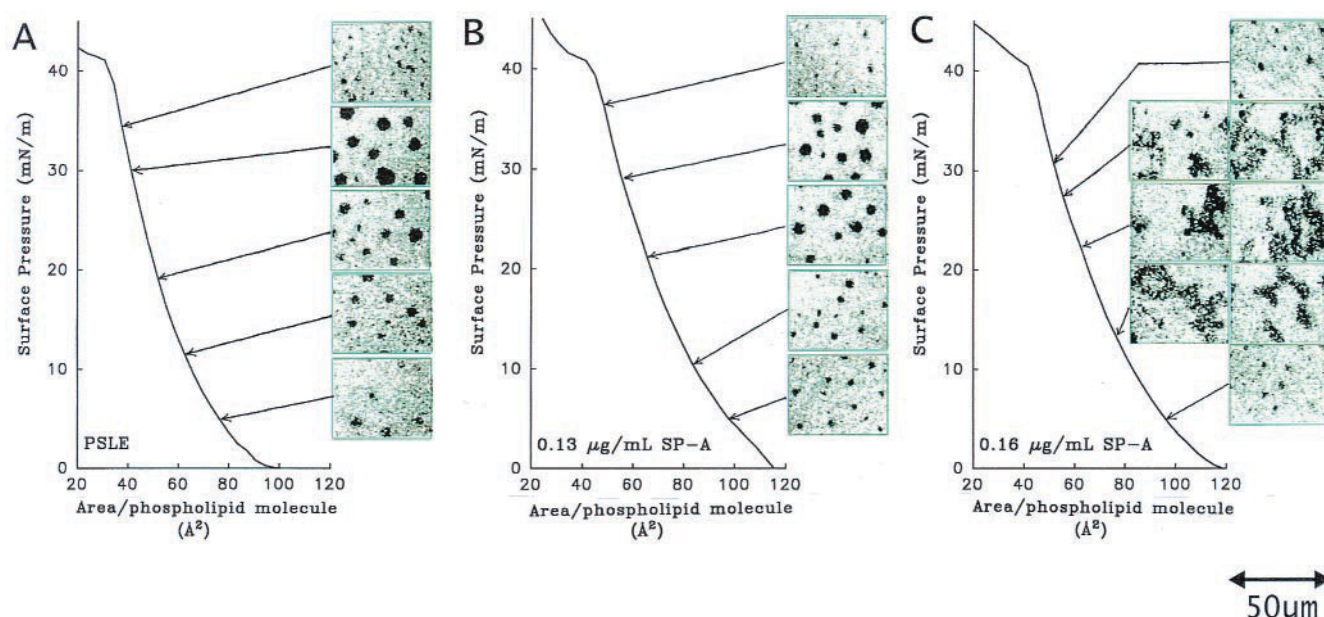 A
Surface Pressure (mN/m)
40
30
20
10
0
PSLE
20 40 60 80 100 120
Area/phospholipid molecule
(Å²)
B
Surface Pressure (mN/m)
40
30
20
10
0
0.13 μg/mL SP-A
20 40 60 80 100 120
Area/phospholipid molecule
(Å²)
C
Surface Pressure (mN/m)
40
30
20
10
0
0.16 μg/mL SP-A
20 40 60 80 100 120
Area/phospholipid molecule
(Å²)
50um